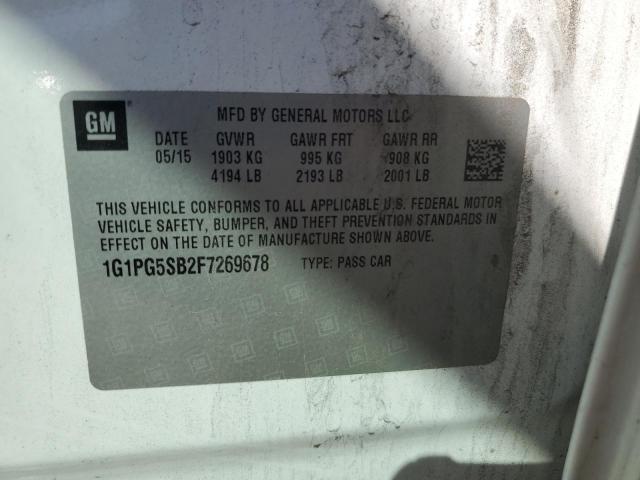 GM
MFD BY GENERAL MOTORS LLC
DATE GVWR GAWR FRT GAWR RR
05/15 1903 KG 995 KG 908 KG
4194 LB 2193 LB 2001 LB
THIS VEHICLE CONFORMS TO ALL APPLICABLE U.S. FEDERAL MOTOR
VEHICLE SAFETY, BUMPER, AND THEFT PREVENTION STANDARDS IN
EFFECT ON THE DATE OF MANUFACTURE SHOWN ABOVE.
1G1PG5SB2F7269678 TYPE: PASS CAR